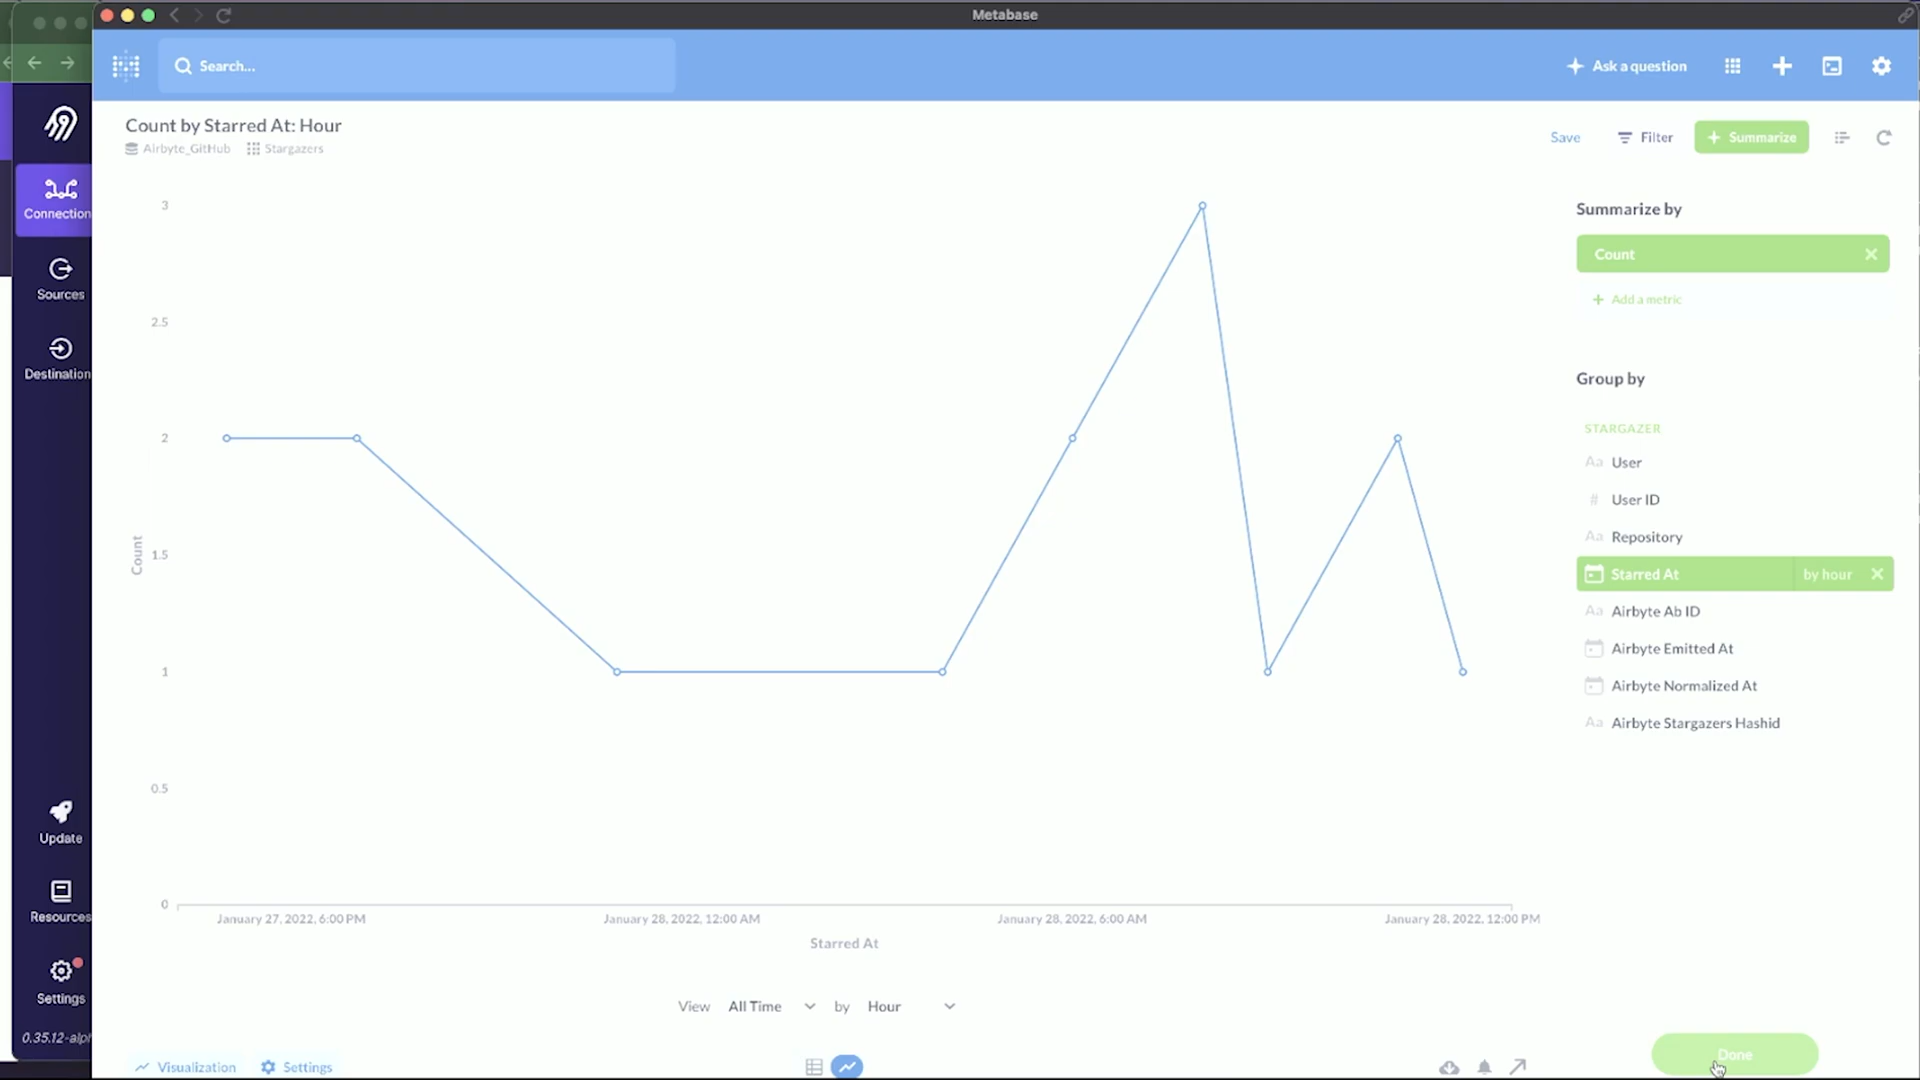 Metabase
Search...
Ask a question
Count by Starred At: Hour
Airbyte_GitHub Stargazers
Save Filter + Summarize
Connection
Sources
Destination
Update
Resources
Settings
0.35.12-alph
3
2.5
2
1.5
1
0.5
0
Count
January 27, 2022, 6:00 PM
January 28, 2022, 12:00 AM
January 28, 2022, 6:00 AM
January 28, 2022, 12:00 PM
Starred At
View All Time by Hour
Visualization Settings
Summarize by
Count
+ Add a metric
Group by
STARGAZER
Aa User
# User ID
Aa Repository
Starred At by hour
Aa Airbyte Ab ID
Airbyte Emitted At
Airbyte Normalized At
Aa Airbyte Stargazers Hashid
Done